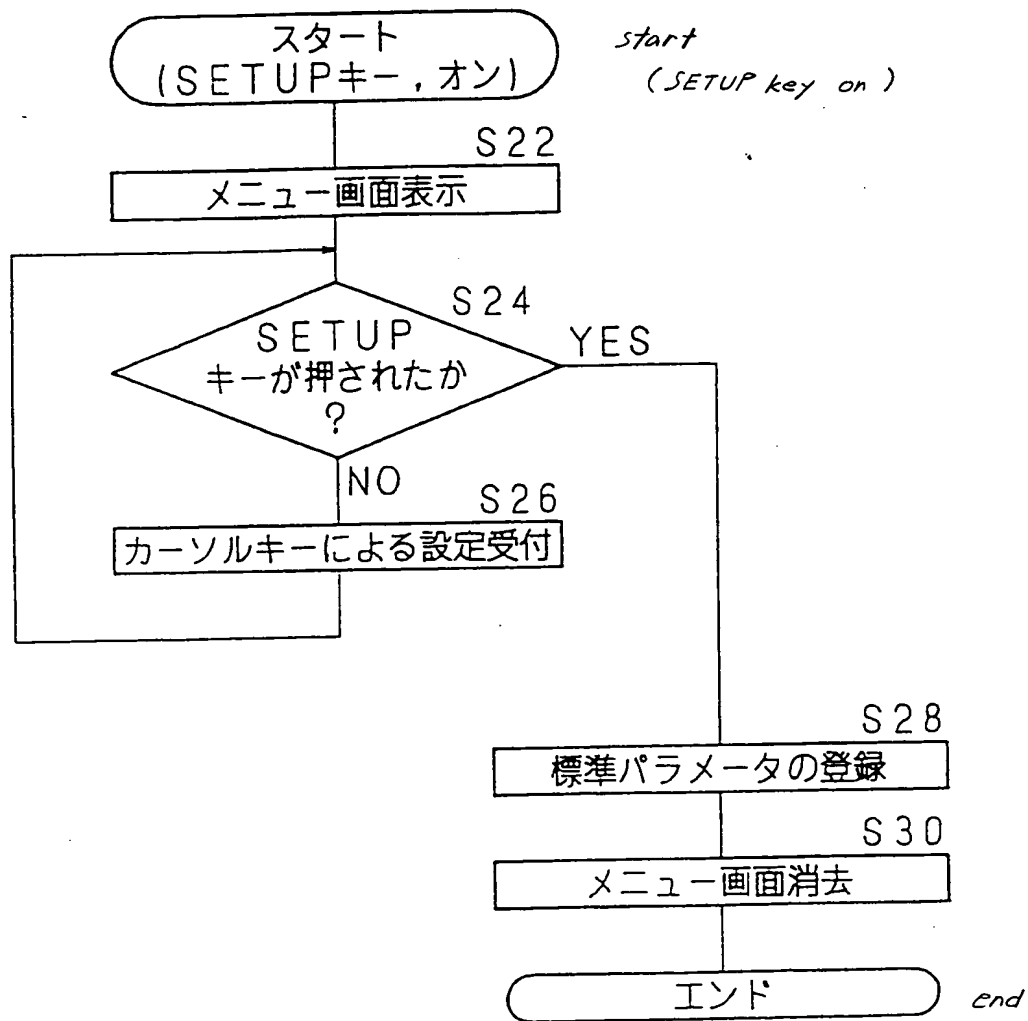 スタート
(SETUPキー,オン)
start
(SETUP key on)
S22
メニュー画面表示
S24
SETUP
キーが押されたか
?
YES
NO
S26
カーソルキーによる設定受付
S28
標準パラメータの登録
S30
メニュー画面消去
エンド
end